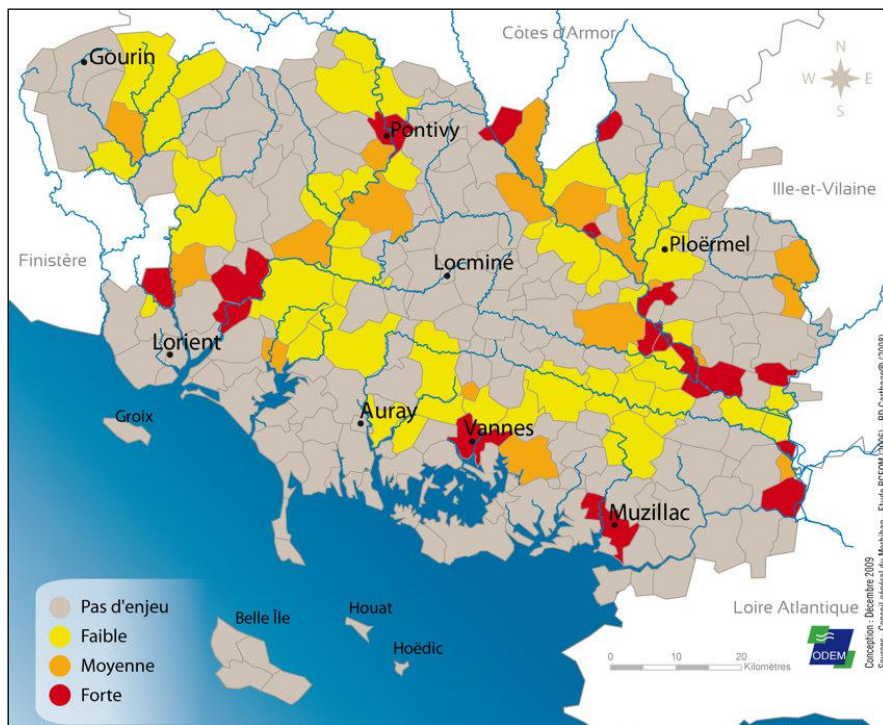 Côtes d'Armor
Gourin
N
W E
S
Pontivy
Ille-et-Vilaine
Ploërmel
Finistère
Locminé
Lorient
Groix
Auray
Vannes
Muzillac
Loire Atlantique
Belle Île
Houat
Hoëdic
Pas d'enjeu
Faible
Moyenne
Forte
0 10 20
Kilomètres
ODEM
Conception : Décembre 2009